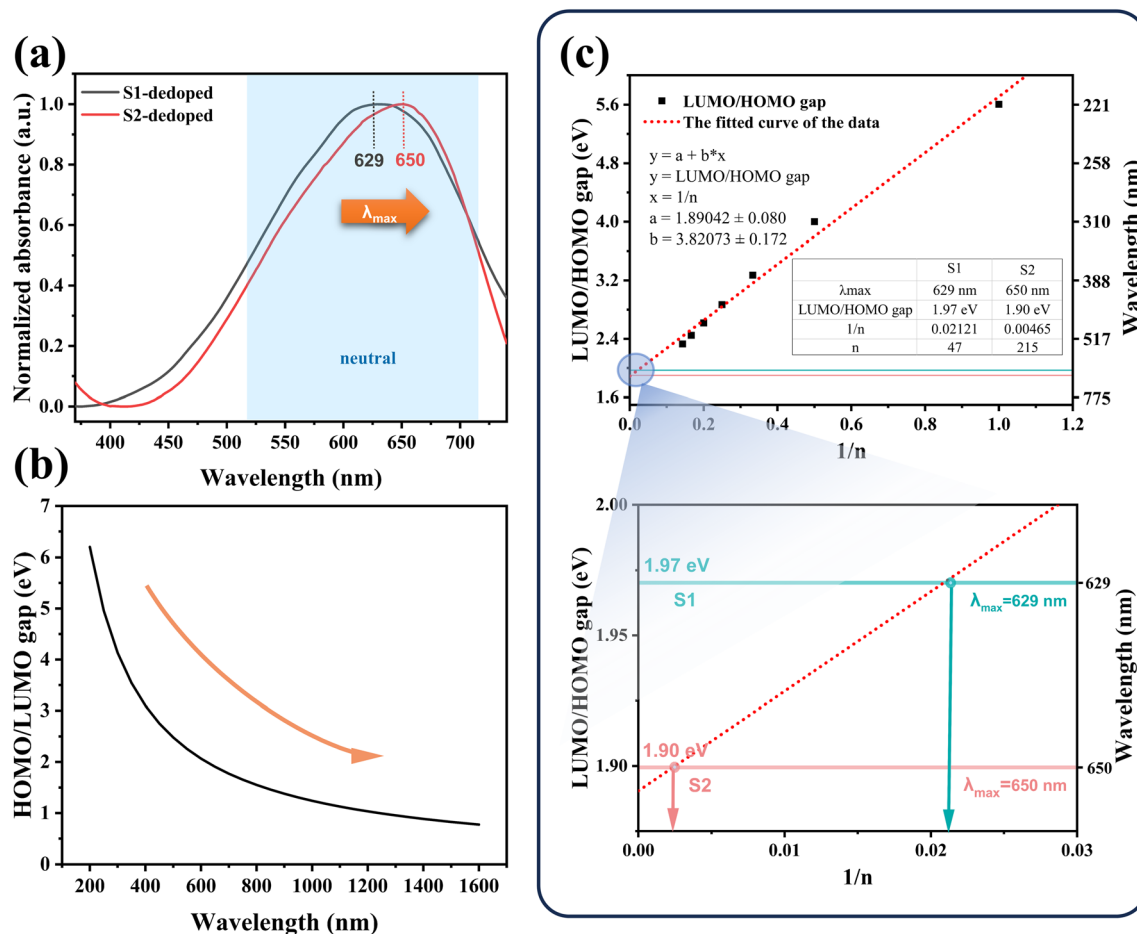 (a)
S1-dedoped
S2-dedoped
629
650
λmax
neutral
Normalized absorbance (a.u.)
1.0
0.8
0.6
0.4
0.2
0.0
400 450 500 550 600 650 700
Wavelength (nm)
(b)
HOMO/LUMO gap (eV)
7
6
5
4
3
2
1
0
200 400 600 800 1000 1200 1400 1600
Wavelength (nm)
(c)
LUMO/HOMO gap
The fitted curve of the data
y = a + b*x
y = LUMO/HOMO gap
x = 1/n
a = 1.89042 ± 0.080
b = 3.82073 ± 0.172
S1 S2
λmax 629 nm 650 nm
LUMO/HOMO gap 1.97 eV 1.90 eV
1/n 0.02121 0.00465
n 47 215
LUMO/HOMO gap (eV)
5.6
4.8
4.0
3.2
2.4
1.6
0.0 0.2 0.4 0.6 0.8 1.0 1.2
1/n
221
258
310
388
517
775
Wavelength (nm)
LUMO/HOMO gap (eV)
2.00
1.95
1.90
1.97 eV
S1
λmax=629 nm
629
1.90 eV
S2
λmax=650 nm
650
Wavelength (nm)
0.00 0.01 0.02 0.03
1/n